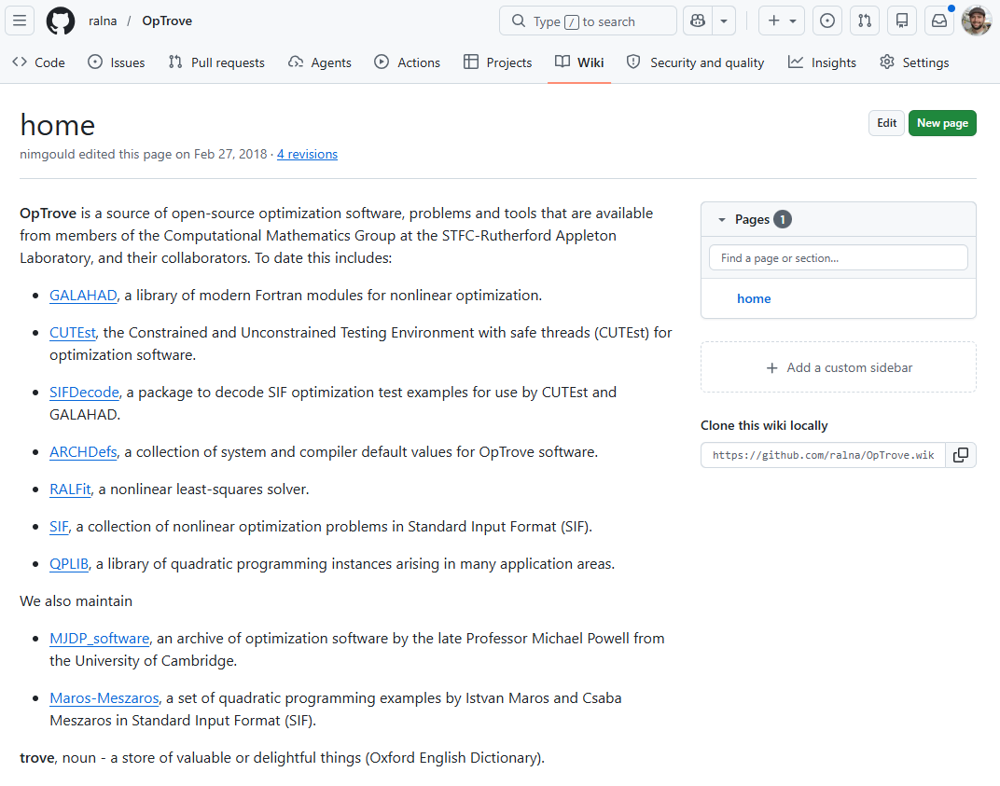 ralna / OpTrove
Type / to search
Code
Issues
Pull requests
Agents
Actions
Projects
Wiki
Security and quality
Insights
Settings
home
Edit
New page
nimgould edited this page on Feb 27, 2018 · 4 revisions
OpTrove is a source of open-source optimization software, problems and tools that are available
from members of the Computational Mathematics Group at the STFC-Rutherford Appleton
Laboratory, and their collaborators. To date this includes:
• GALAHAD, a library of modern Fortran modules for nonlinear optimization.
• CUTEst, the Constrained and Unconstrained Testing Environment with safe threads (CUTEst) for
optimization software.
• SIFDecode, a package to decode SIF optimization test examples for use by CUTEst and
GALAHAD.
• ARCHDefs, a collection of system and compiler default values for OpTrove software.
• RALFit, a nonlinear least-squares solver.
• SIF, a collection of nonlinear optimization problems in Standard Input Format (SIF).
• QPLIB, a library of quadratic programming instances arising in many application areas.
We also maintain
• MJDP_software, an archive of optimization software by the late Professor Michael Powell from
the University of Cambridge.
• Maros-Meszaros, a set of quadratic programming examples by Istvan Maros and Csaba
Meszaros in Standard Input Format (SIF).
trove, noun - a store of valuable or delightful things (Oxford English Dictionary).
Pages 1
Find a page or section...
home
Add a custom sidebar
Clone this wiki locally
https://github.com/ralna/OpTrove.wik